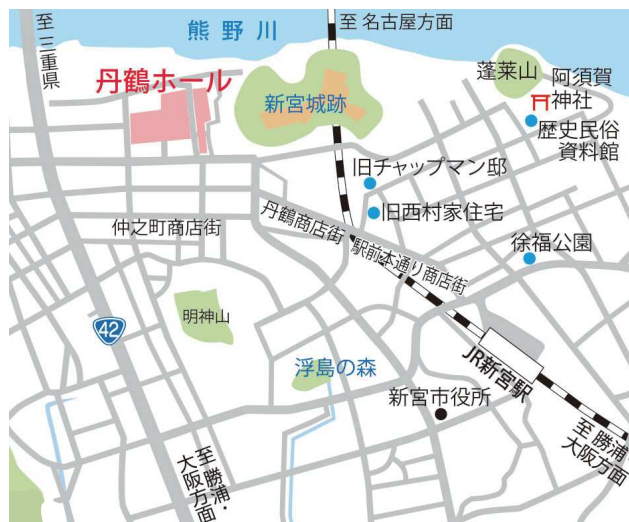 至 三重県
熊野川
至 名古屋方面
丹鶴ホール
新宮城跡
蓬莱山
阿須賀
神社
歴史民俗
資料館
旧チャップマン邸
旧西村家住宅
仲之町商店街
丹鶴商店街
駅前本通り商店街
徐福公園
明神山
42
浮島の森
JR新宮駅
新宮市役所
至 勝浦・
大阪方面
至 勝浦
大阪方面